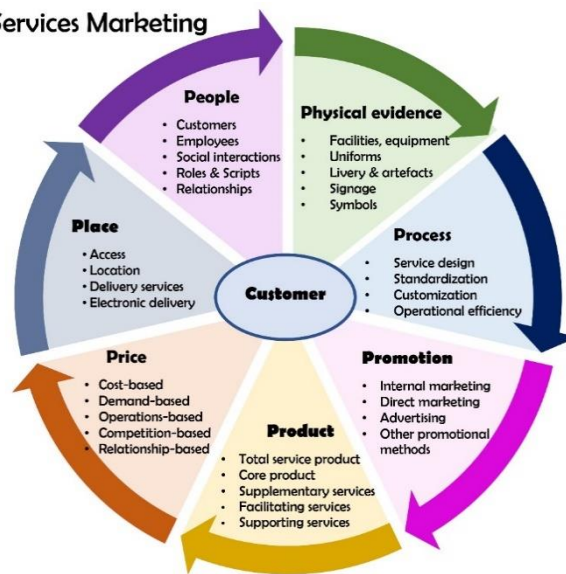 Services Marketing
People
• Customers
• Employees
• Social interactions
• Roles & Scripts
• Relationships
Physical evidence
• Facilities, equipment
• Uniforms
• Livery & artefacts
• Signage
• Symbols
Process
• Service design
• Standardization
• Customization
• Operational efficiency
Promotion
• Internal marketing
• Direct marketing
• Advertising
• Other promotional
methods
Product
• Total service product
• Core product
• Supplementary services
• Facilitating services
• Supporting services
Price
• Cost-based
• Demand-based
• Operations-based
• Competition-based
• Relationship-based
Place
• Access
• Location
• Delivery services
• Electronic delivery
Customer